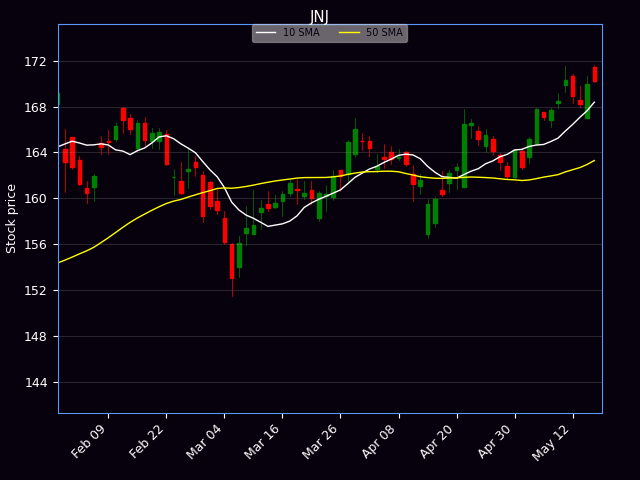 JNJ
10 SMA
50 SMA
Stock price
172
168
164
160
156
152
148
144
Feb 09
Feb 22
Mar 04
Mar 16
Mar 26
Apr 08
Apr 20
Apr 30
May 12